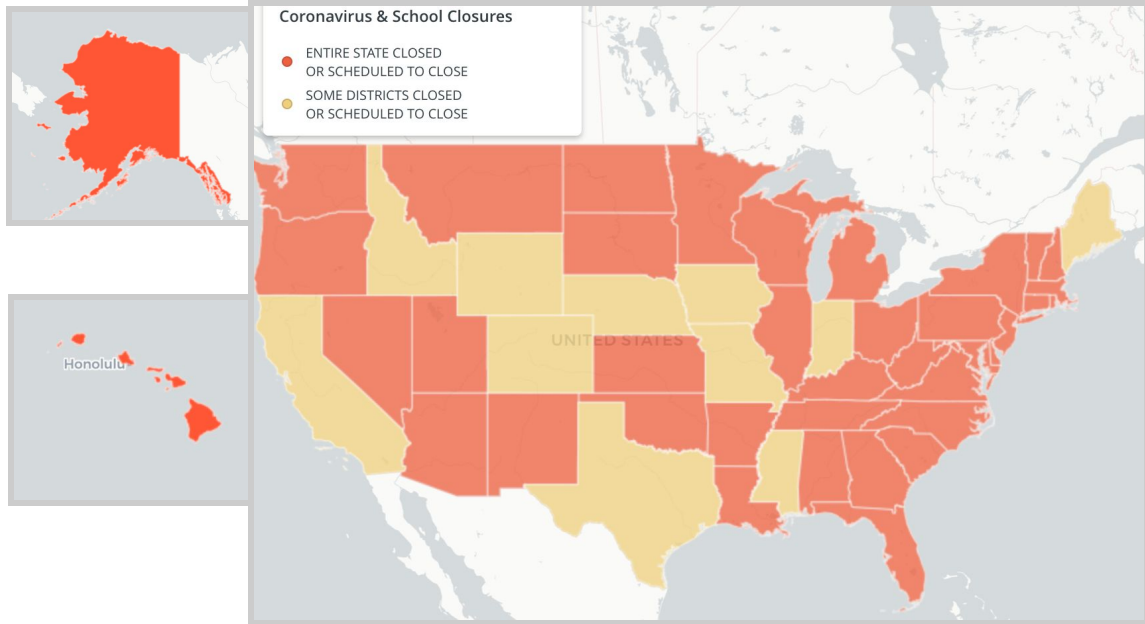 Coronavirus & School Closures
ENTIRE STATE CLOSED
OR SCHEDULED TO CLOSE
SOME DISTRICTS CLOSED
OR SCHEDULED TO CLOSE
UNITED STATES
Honolulu